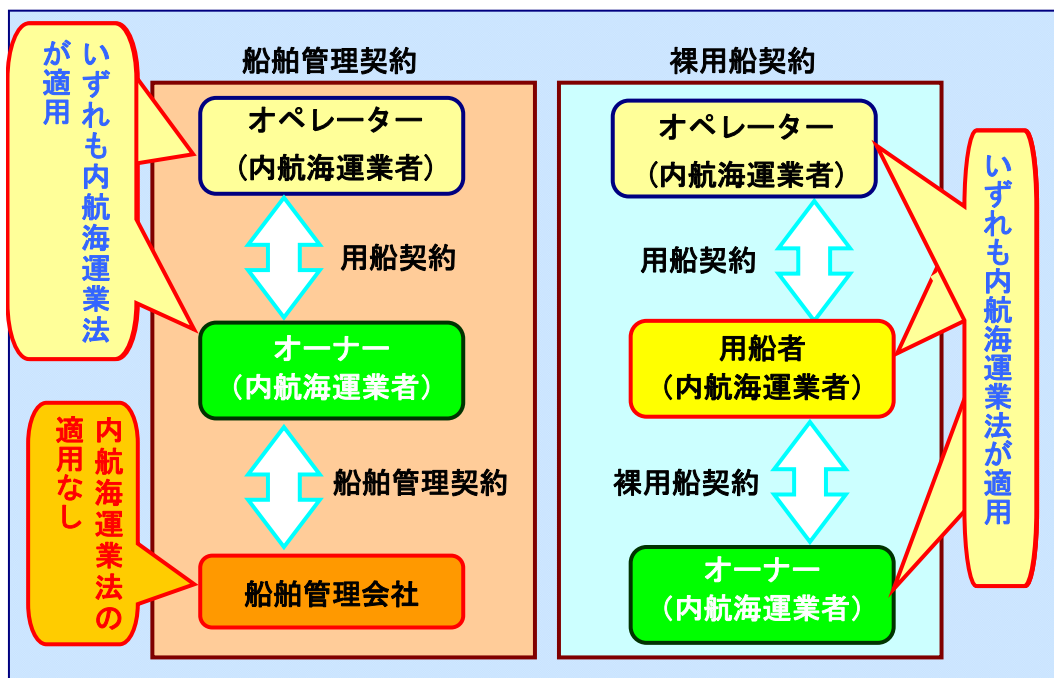 いずれも内航海運業法
が適用
船舶管理契約
オペレーター
（内航海運業者）
用船契約
オーナー
（内航海運業者）
船舶管理契約
船舶管理会社
内航海運業法の
適用なし
裸用船契約
オペレーター
（内航海運業者）
用船契約
用船者
（内航海運業者）
裸用船契約
オーナー
（内航海運業者）
いずれも内航海運業法が適用